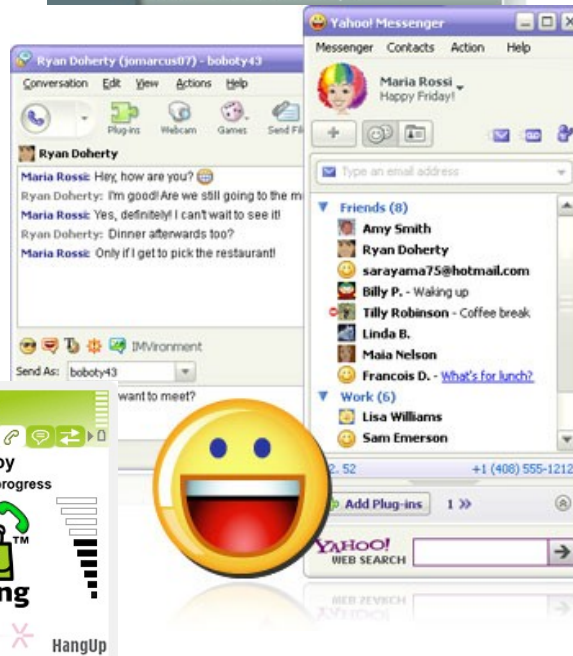 Ryan Doherty (jomarcus07) - boboty43
Conversation Edit View Actions Help
Plug-ins Webcam Games Send Fil
Ryan Doherty
Maria Rossi: Hey, how are you?
Ryan Doherty: I'm good! Are we still going to the m
Maria Rossi: Yes, definitely! I can't wait to see it!
Ryan Doherty: Dinner afterwards too?
Maria Rossi: Only if I get to pick the restaurant!
IMVironment
Send As: boboty43
want to meet?
Yahoo! Messenger
Messenger Contacts Action Help
Maria Rossi
Happy Friday!
Type an email address
Friends (8)
Amy Smith
Ryan Doherty
sarayama75@hotmail.com
Billy P. - Waking up
Tilly Robinson - Coffee break
Linda B.
Maia Nelson
Francois D. - What's for lunch?
Work (6)
Lisa Williams
Sam Emerson
2. 52 +1 (408) 555-1212
Add Plug-ins 1 »
YAHOO!
WEB SEARCH
by
progress
TM
ng
HangUp